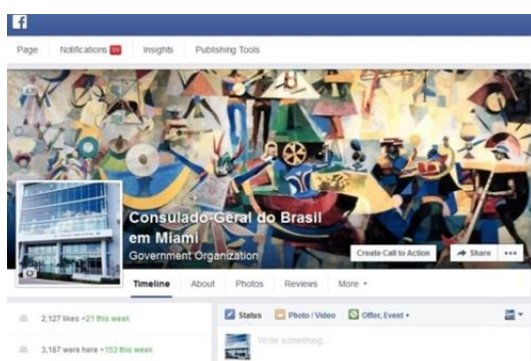 f
Page Notifications Insights Publishing Tools
Consulado-Geral do Brasil
em Miami
Government Organization
Create Call to Action Share
Timeline About Photos Reviews More
2,127 likes +21 this week
Status Photo / Video Offer, Event +
Write something...
3,187 were here +153 this week